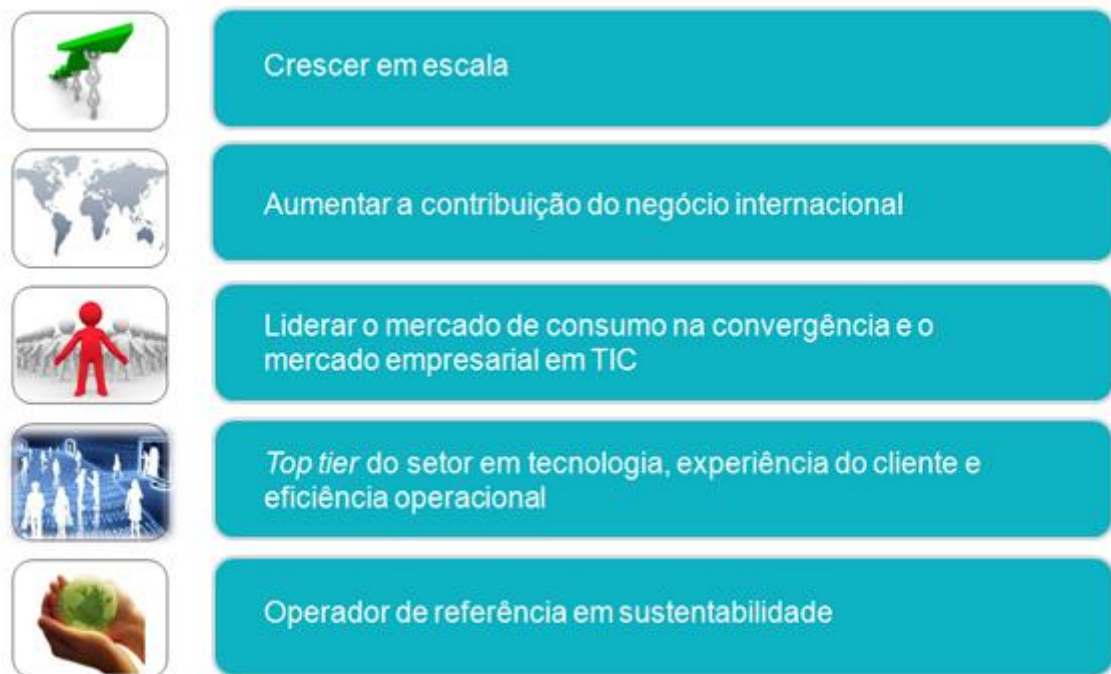 Crescer em escala
Aumentar a contribuição do negócio internacional
Liderar o mercado de consumo na convergência e o
mercado empresarial em TIC
Top tier do setor em tecnologia, experiência do cliente e
eficiência operacional
Operador de referência em sustentabilidade